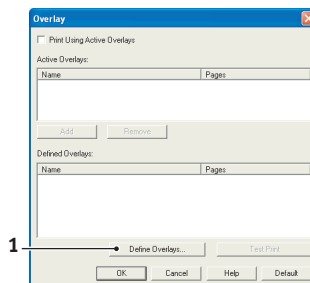 Overlay
Print Using Active Overlays
Active Overlays:
Name Pages
Add Remove
Defined Overlays:
Name Pages
1 Define Overlays... Test Print
OK Cancel Help Default